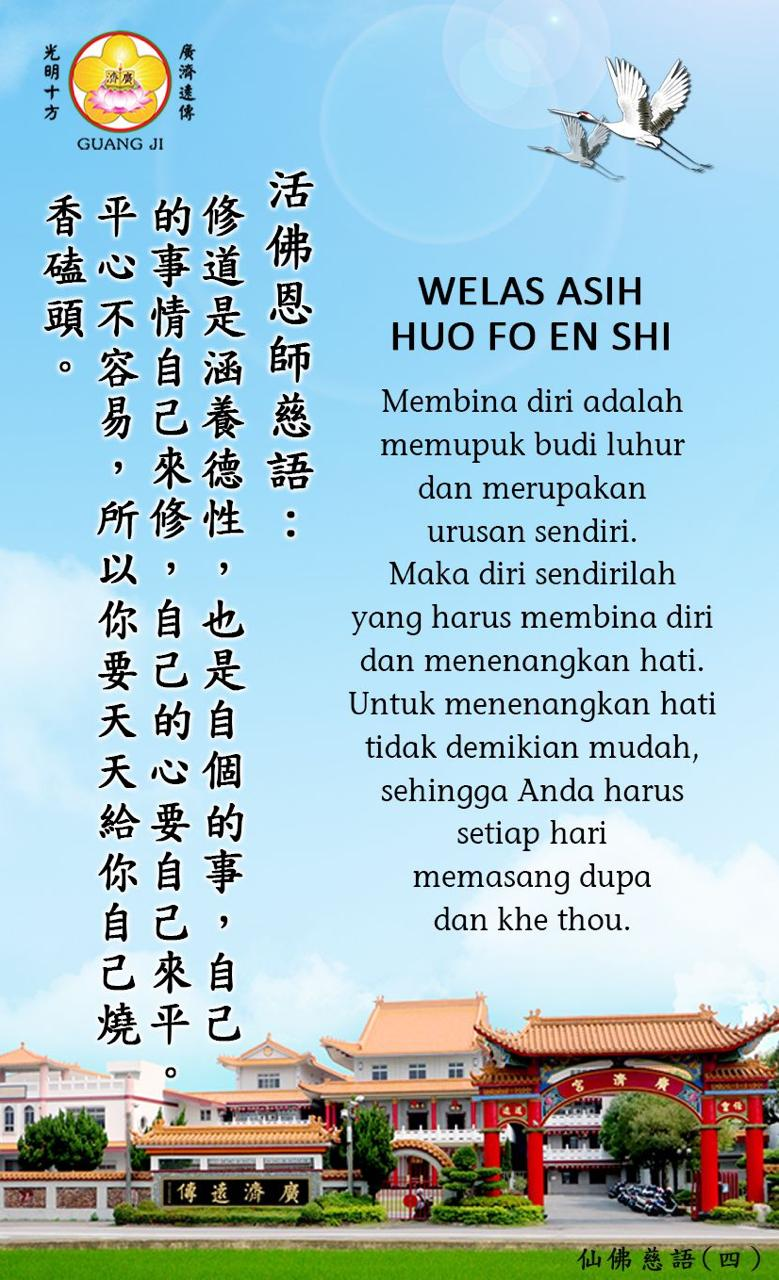 光明十方
廣濟遠傳
廣濟
GUANG JI
活佛恩師慈語：
修道是涵養德性，也是自個的事，自己
的事情自己來修，自己的心要自己來平。
平心不容易，所以你要天天給你自己燒
香磕頭。
WELAS ASIH
HUO FO EN SHI
Membina diri adalah
memupuk budi luhur
dan merupakan
urusan sendiri.
Maka diri sendirilah
yang harus membina diri
dan menenangkan hati.
Untuk menenangkan hati
tidak demikian mudah,
sehingga Anda harus
setiap hari
memasang dupa
dan khe thou.
廣濟宮
傳遠濟廣
仙佛慈語(四)